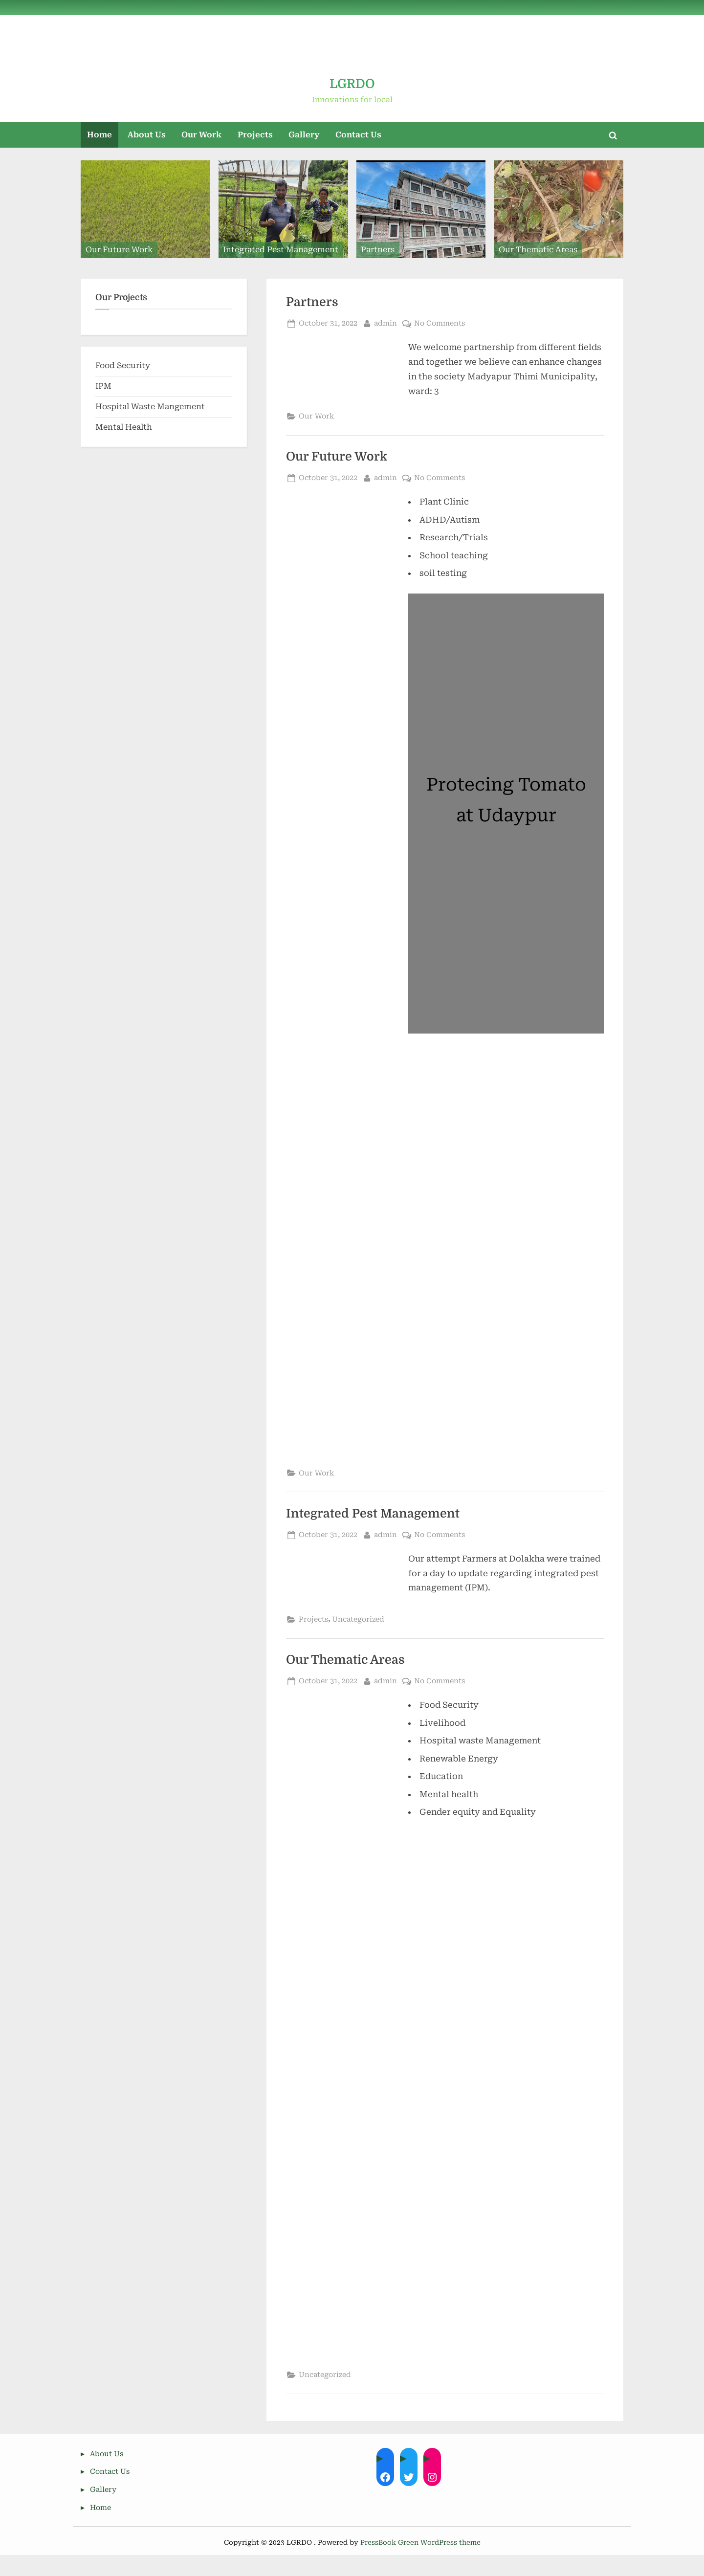 LGRDO
Innovations for local
Home About Us Our Work Projects Gallery Contact Us
Our Future Work Integrated Pest Management Partners Our Thematic Areas
Our Projects
Food Security
IPM
Hospital Waste Mangement
Mental Health
Partners
October 31, 2022 admin No Comments
We welcome partnership from different fields
and together we believe can enhance changes
in the society Madyapur Thimi Municipality,
ward: 3
Our Work
Our Future Work
October 31, 2022 admin No Comments
• Plant Clinic
• ADHD/Autism
• Research/Trials
• School teaching
• soil testing
Protecing Tomato
at Udaypur
Our Work
Integrated Pest Management
October 31, 2022 admin No Comments
Our attempt Farmers at Dolakha were trained
for a day to update regarding integrated pest
management (IPM).
Projects, Uncategorized
Our Thematic Areas
October 31, 2022 admin No Comments
• Food Security
• Livelihood
• Hospital waste Management
• Renewable Energy
• Education
• Mental health
• Gender equity and Equality
Uncategorized
About Us
Contact Us
Gallery
Home
Copyright © 2023 LGRDO . Powered by PressBook Green WordPress theme